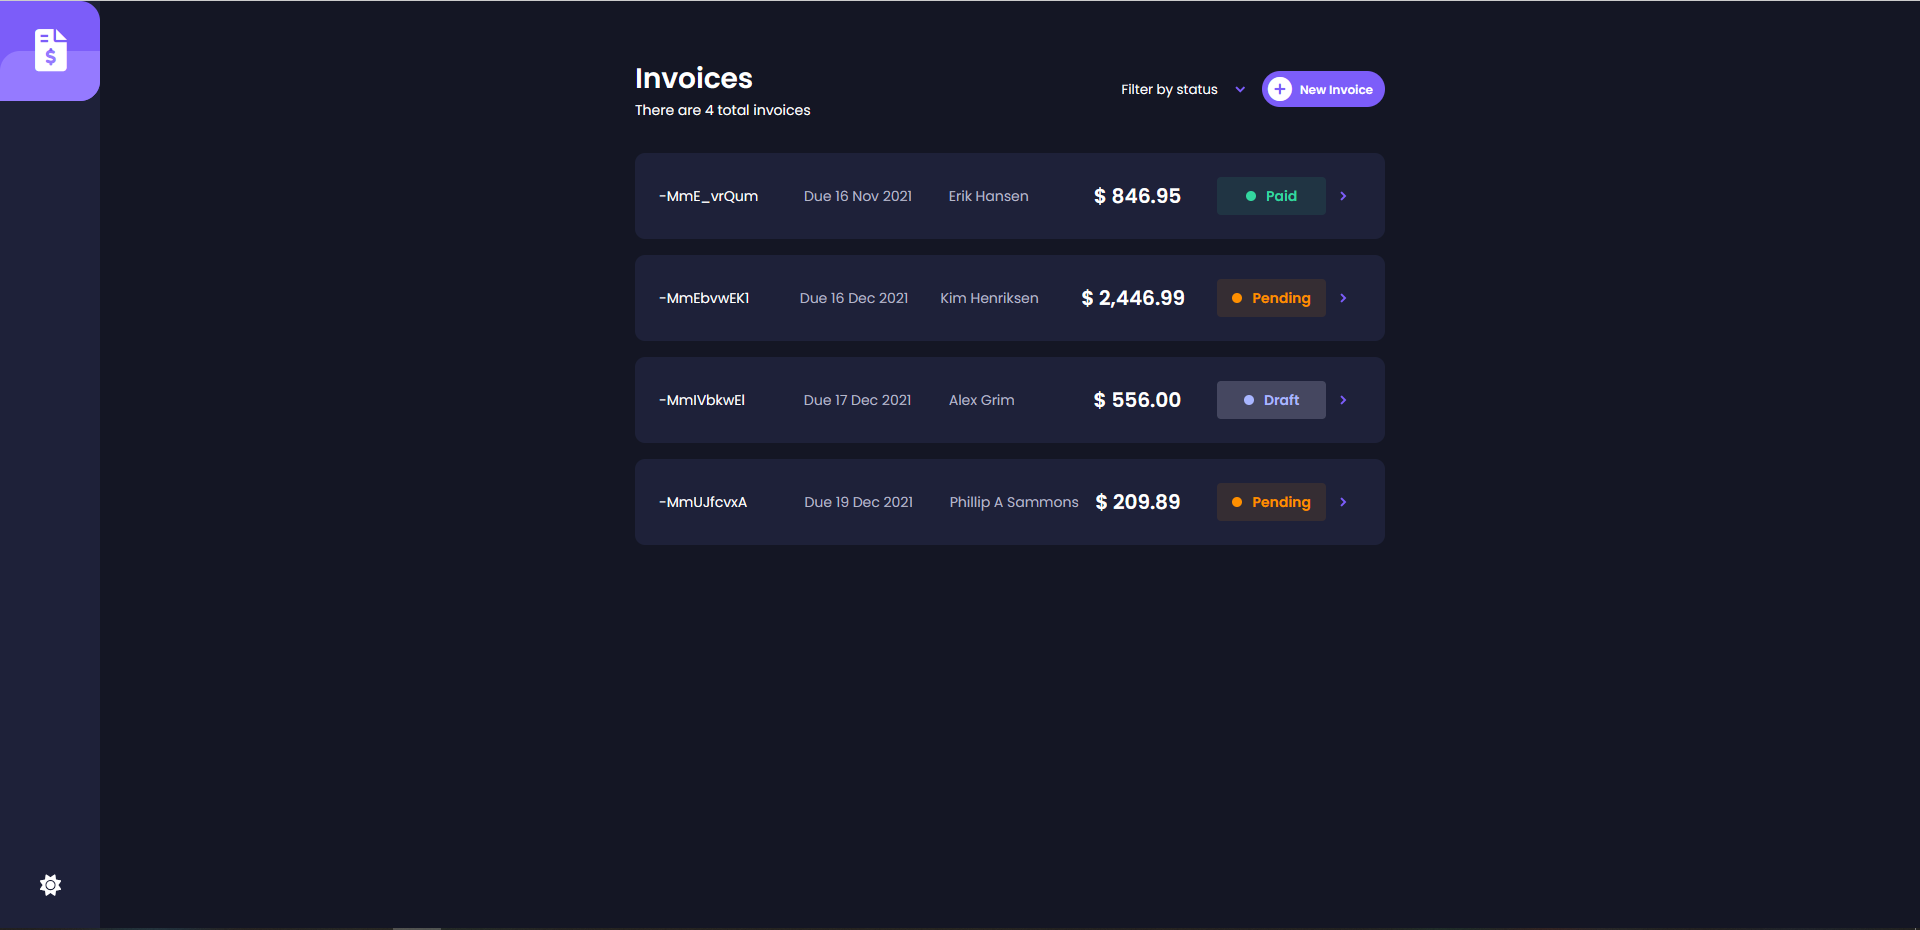 Invoices
There are 4 total invoices
Filter by status
New Invoice
-MmE_vrQum Due 16 Nov 2021 Erik Hansen $ 846.95 Paid
-MmEbvwEK1 Due 16 Dec 2021 Kim Henriksen $ 2,446.99 Pending
-MmIVbkwEl Due 17 Dec 2021 Alex Grim $ 556.00 Draft
-MmUJfcvxA Due 19 Dec 2021 Phillip A Sammons $ 209.89 Pending